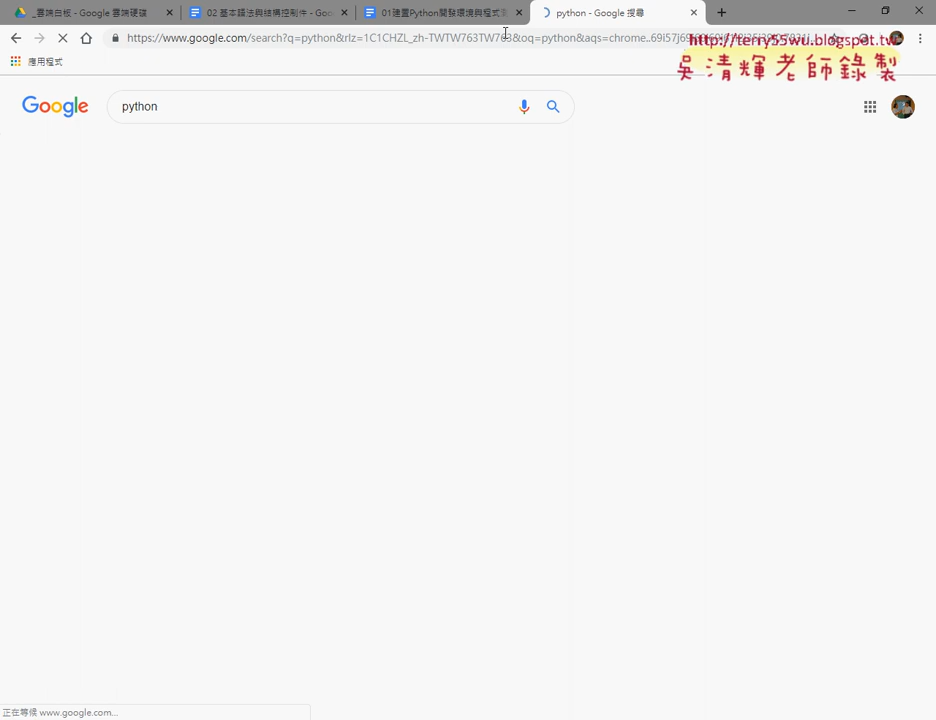 _雲端白板 - Google 雲端硬碟
02 基本語法與結構控制件 - Goo
01建置Python開發環境與程式
python - Google 搜尋
https://www.google.com/search?q=python&rlz=1C1CHZL_zh-TWTW763TW763&oq=python&aqs=chrome..69i57j69
http://terry55wu.blogspot.tw
應用程式
吳清輝老師錄製
Google
python
正在等候 www.google.com...